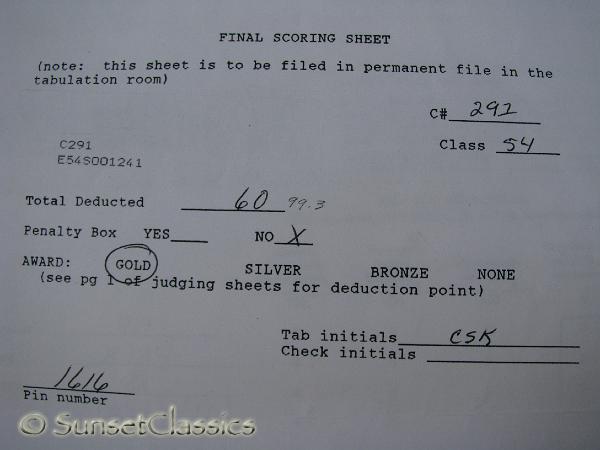 FINAL SCORING SHEET
(note: this sheet is to be filed in permanent file in the
tabulation room)
C# 291
C291
Class 54
E54S001241
Total Deducted 60 99.3
Penalty Box YES NO X
AWARD: GOLD SILVER BRONZE NONE
(see pg 1 of judging sheets for deduction point)
Tab initials CSK
Check initials
1616
Pin number
© SunsetClassics